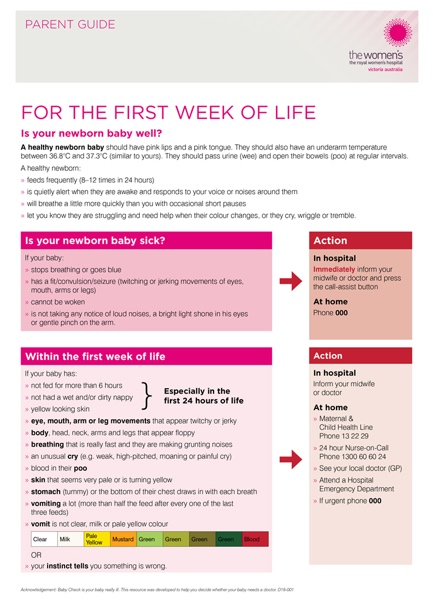 PARENT GUIDE
thewomen's
the royal women's hospital
victoria australia
FOR THE FIRST WEEK OF LIFE
Is your newborn baby well?
A healthy newborn baby should have pink lips and a pink tongue. They should also have an underarm temperature
between 36.8°C and 37.3°C (similar to yours). They should pass urine (wee) and open their bowels (poo) at regular intervals.
A healthy newborn:
» feeds frequently (8–12 times in 24 hours)
» is quietly alert when they are awake and responds to your voice or noises around them
» will breathe a little more quickly than you with occasional short pauses
» let you know they are struggling and need help when their colour changes, or they cry, wriggle or tremble.
Is your newborn baby sick?
If your baby:
» stops breathing or goes blue
» has a fit/convulsion/seizure (twitching or jerking movements of eyes,
mouth, arms or legs)
» cannot be woken
» is not taking any notice of loud noises, a bright light shone in his eyes
or gentle pinch on the arm.
Action
In hospital
Immediately inform your
midwife or doctor and press
the call-assist button
At home
Phone 000
Within the first week of life
If your baby has:
» not fed for more than 6 hours
» not had a wet and/or dirty nappy
» yellow looking skin
Especially in the
first 24 hours of life
» eye, mouth, arm or leg movements that appear twitchy or jerky
» body, head, neck, arms and legs that appear floppy
» breathing that is really fast and they are making grunting noises
» an unusual cry (e.g. weak, high-pitched, moaning or painful cry)
» blood in their poo
» skin that seems very pale or is turning yellow
» stomach (tummy) or the bottom of their chest draws in with each breath
» vomiting a lot (more than half the feed after every one of the last
three feeds)
» vomit is not clear, milk or pale yellow colour
Clear Milk Pale Yellow Mustard Green Green Green Green Blood
OR
» your instinct tells you something is wrong.
Action
In hospital
Inform your midwife
or doctor
At home
» Maternal &
Child Health Line
Phone 13 22 29
» 24 hour Nurse-on-Call
Phone 1300 60 60 24
» See your local doctor (GP)
» Attend a Hospital
Emergency Department
» If urgent phone 000
Acknowledgement: Baby Check is your baby really ill. This resource was developed to help you decide whether your baby needs a doctor. D16-001